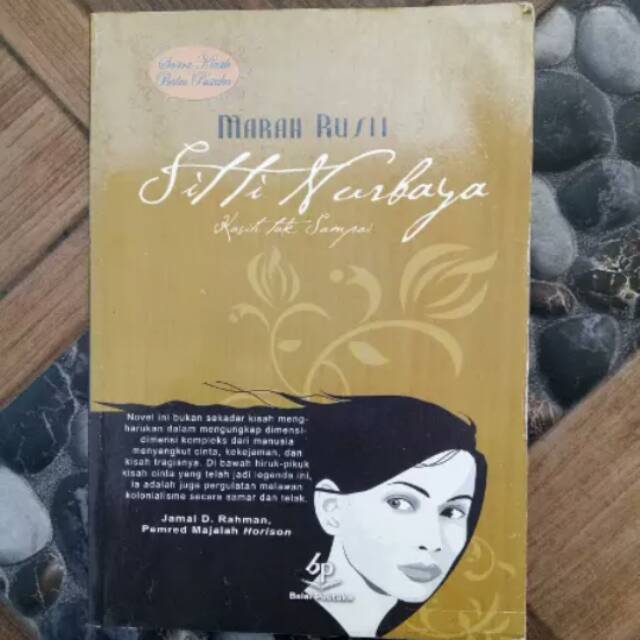 Sastra Klasik
Balai Pustaka
MARAH RUSLI
Sitti Nurbaya
Kasih tak Sampai
Novel ini bukan sekadar kisah meng-
harukan dalam mengungkap dimensi-
dimensi kompleks dari manusia
menyangkut cinta, kekejaman, dan
kisah tragisnya. Di bawah hiruk-pikuk
kisah cinta yang telah jadi legenda ini,
ia adalah juga pergulatan melawan
kolonialisme secara samar dan telak.
Jamal D. Rahman,
Pemred Majalah Horison
bp
Balai Pustaka